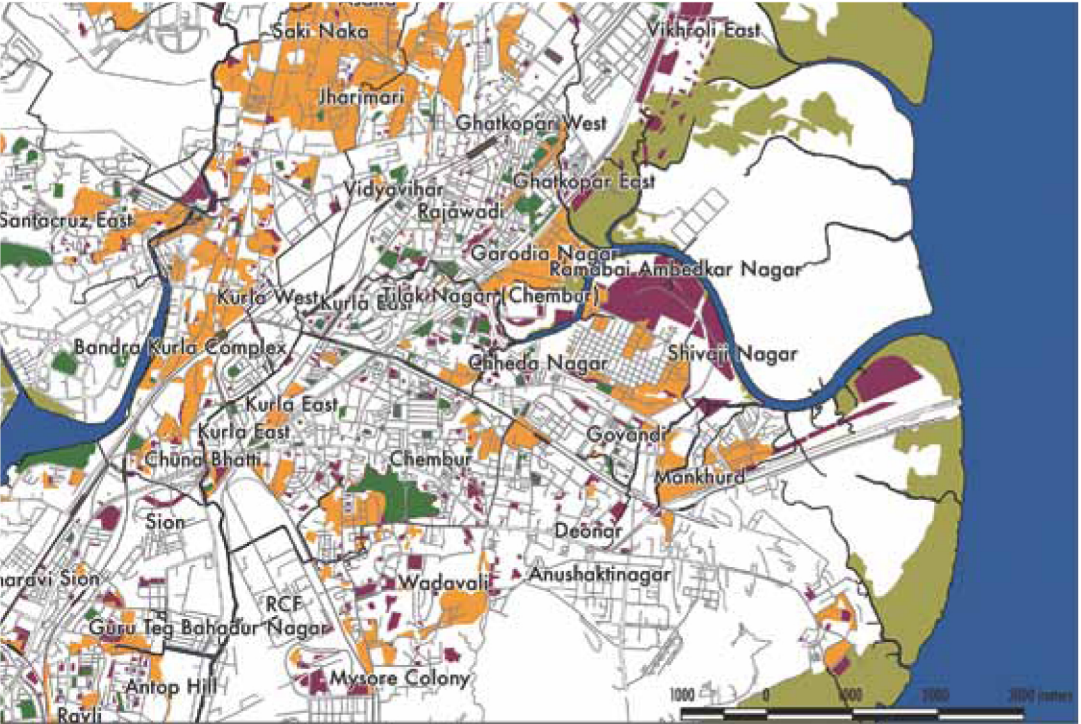 Saki Naka
Vikhroli East
Jharimari
Ghatkopar West
Ghatkopar East
Vidyavihar
Rajawadi
Santacruz East
Garodia Nagar
Ramabai Ambedkar Nagar
Kurla West
Kurla East
Tilak Nagar (Chembur)
Bandra Kurla Complex
Chheda Nagar
Shivaji Nagar
Kurla East
Kurla East
Govandi
Chuna Bhatti
Chembur
Mankhurd
Sion
Deonar
haravi Sion
Wadavali
Anushaktinagar
RCF
Guru Teg Bahadur Nagar
Antop Hill
Mysore Colony
Ravli
1000 0 1000 2000 3000